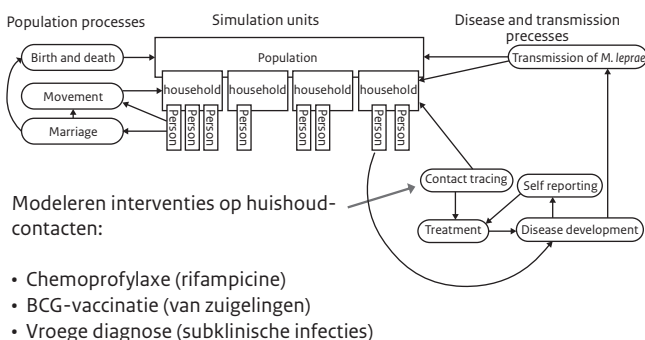 Population processes
Simulation units
Disease and transmission
precesses
Birth and death
Population
Transmission of M. leprae
Movement
household
household
household
household
Marriage
Person
Person
Person
Person
Person
Person
Person
Person
Contact tracing
Self reporting
Treatment
Disease development
Modeleren interventies op huishoud-
contacten:
• Chemoprofylaxe (rifampicine)
• BCG-vaccinatie (van zuigelingen)
• Vroege diagnose (subklinische infecties)